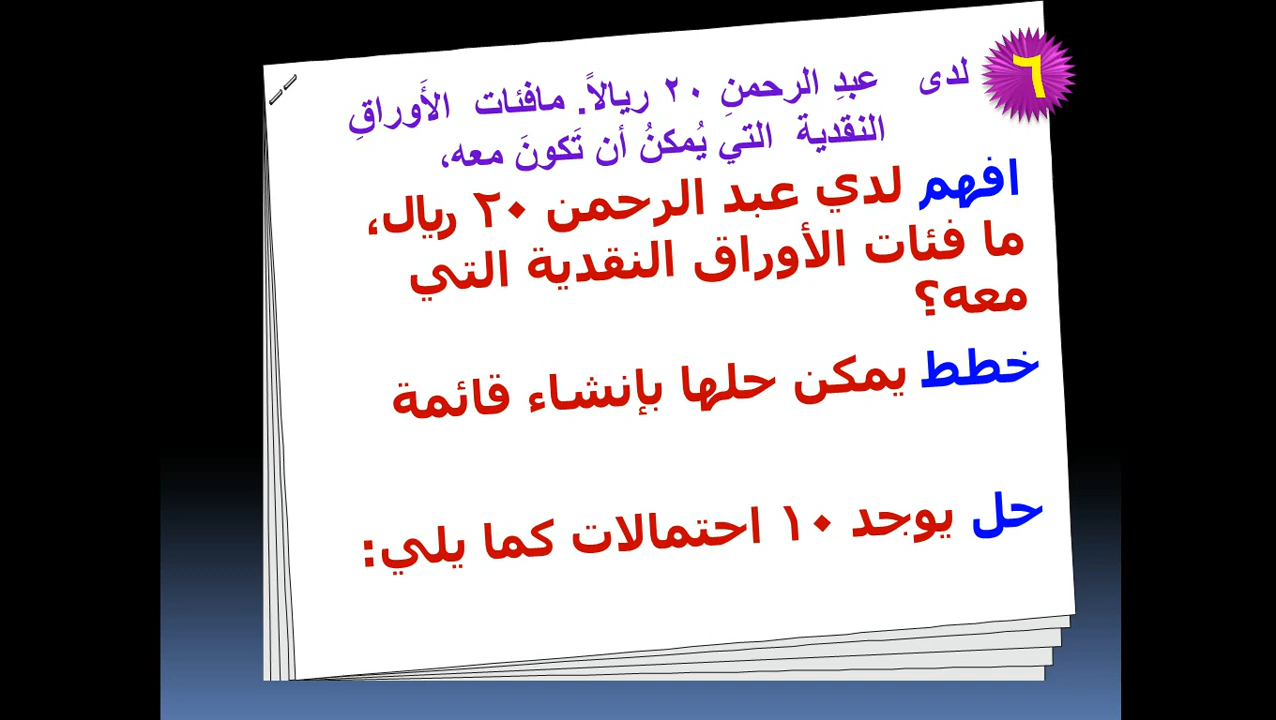 ٦
لدى عبدِ الرحمنِ ٢٠ ريالاً. مافئات الأَوراقِ
النقدية التي يُمكنُ أن تَكونَ معه،
افهم لدي عبد الرحمن ٢٠ ريال،
ما فئات الأوراق النقدية التي
معه؟
خطط يمكن حلها بإنشاء قائمة
حل يوجد ١٠ احتمالات كما يلي: